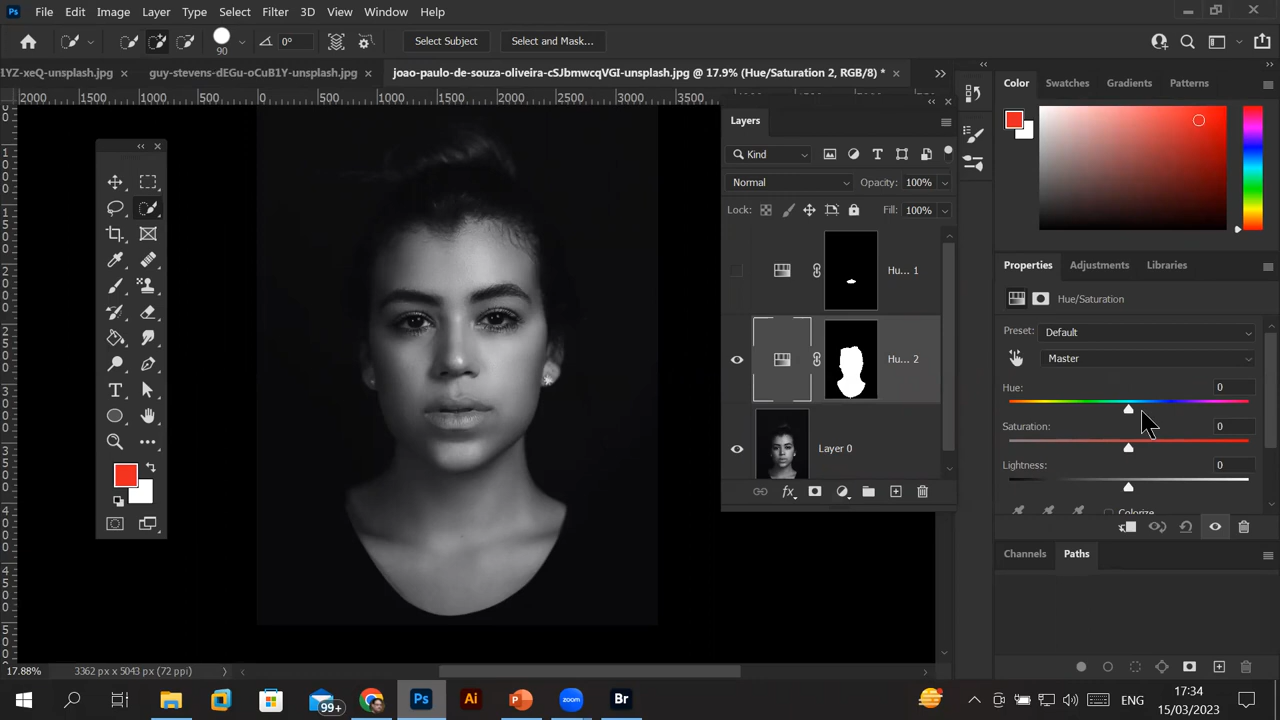 Ps File Edit Image Layer Type Select Filter 3D View Window Help
90 0° Select Subject Select and Mask...
1YZ-xeQ-unsplash.jpg guy-stevens-dEGu-oCuB1Y-unsplash.jpg joao-paulo-de-souza-oliveira-cSJbmwcqVGI-unsplash.jpg @ 17.9% (Hue/Saturation 2, RGB/8) *
2000 1500 1000 500 0 500 1000 1500 2000 2500 3000 3500
Layers
Kind
Normal Opacity: 100%
Lock: Fill: 100%
Hu... 1
Hu... 2
Layer 0
Color Swatches Gradients Patterns
Properties Adjustments Libraries
Hue/Saturation
Preset: Default
Master
Hue: 0
Saturation: 0
Lightness: 0
Colorize
Channels Paths
17.88% 3362 px x 5043 px (72 ppi)
99+ Ps Ai P zoom Br ENG 17:34
15/03/2023